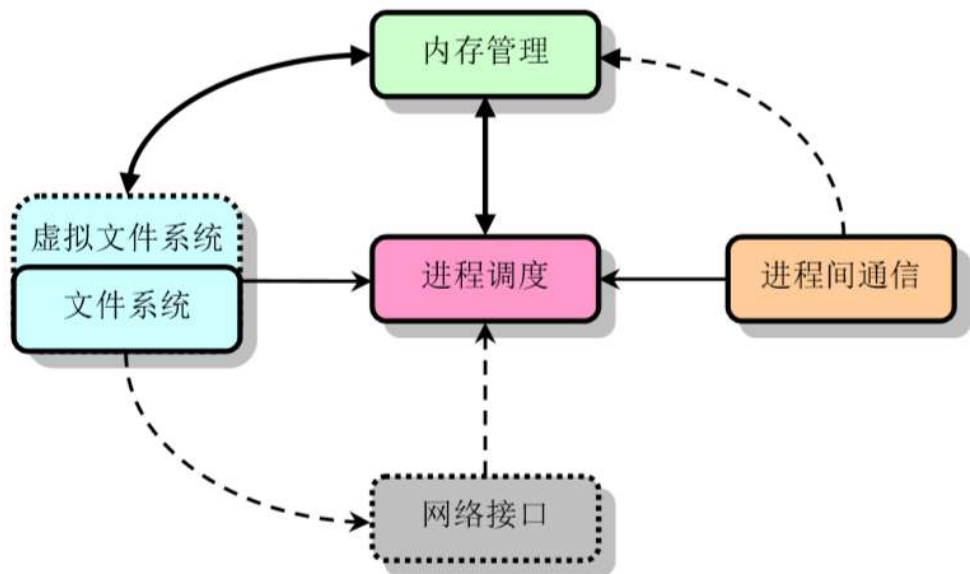 内存管理
虚拟文件系统
文件系统
进程调度
进程间通信
网络接口